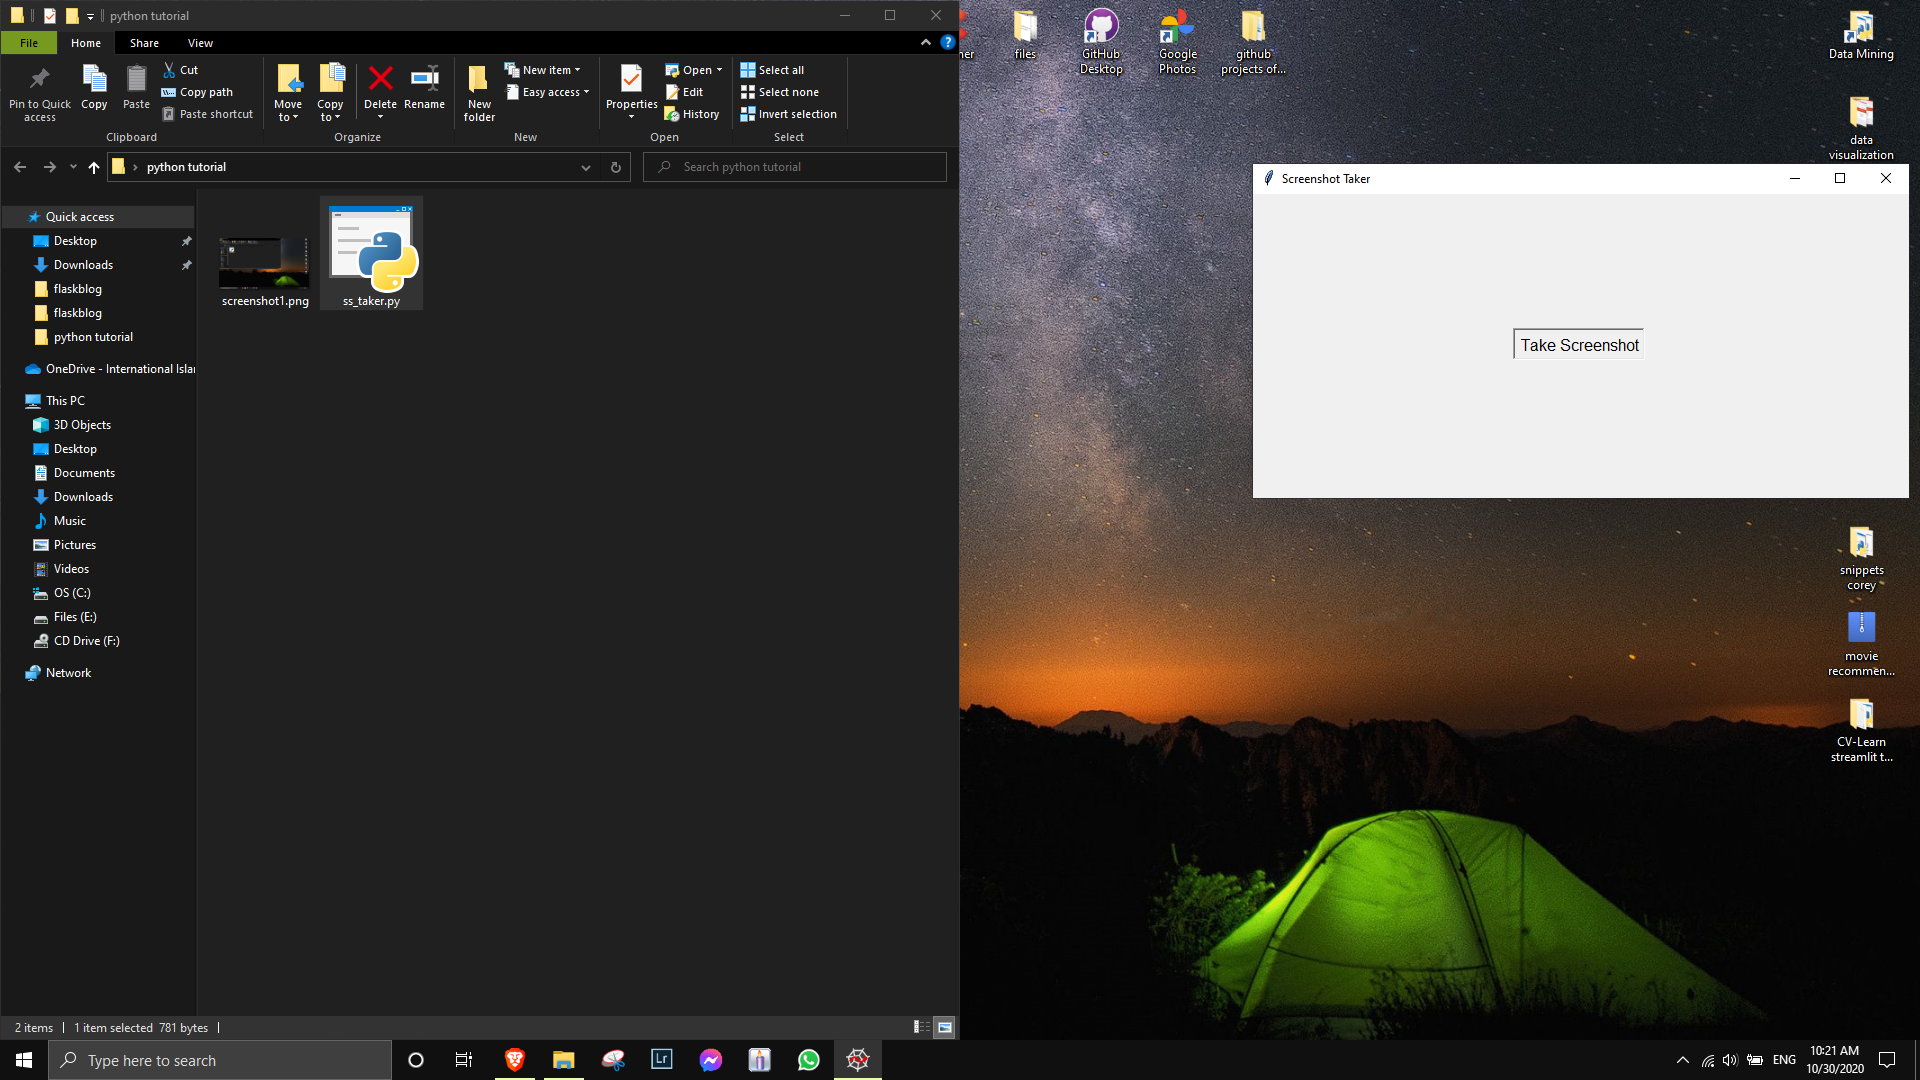 python tutorial
File
Home
Share
View
Pin to Quick access
Copy
Paste
Cut
Copy path
Paste shortcut
Clipboard
Move to
Copy to
Delete
Rename
Organize
New folder
New item
Easy access
New
Properties
Open
Edit
History
Open
Select all
Select none
Invert selection
Select
python tutorial
Search python tutorial
Quick access
Desktop
Downloads
flaskblog
flaskblog
python tutorial
OneDrive - International Isla
This PC
3D Objects
Desktop
Documents
Downloads
Music
Pictures
Videos
OS (C:)
Files (E:)
CD Drive (F:)
Network
screenshot1.png
ss_taker.py
2 items
1 item selected 781 bytes
ner
files
GitHub
Desktop
Google
Photos
github
projects of...
Data Mining
data
visualization
Screenshot Taker
Take Screenshot
snippets
corey
movie
recommen...
CV-Learn
streamlit t...
Type here to search
Lr
ENG
10:21 AM
10/30/2020